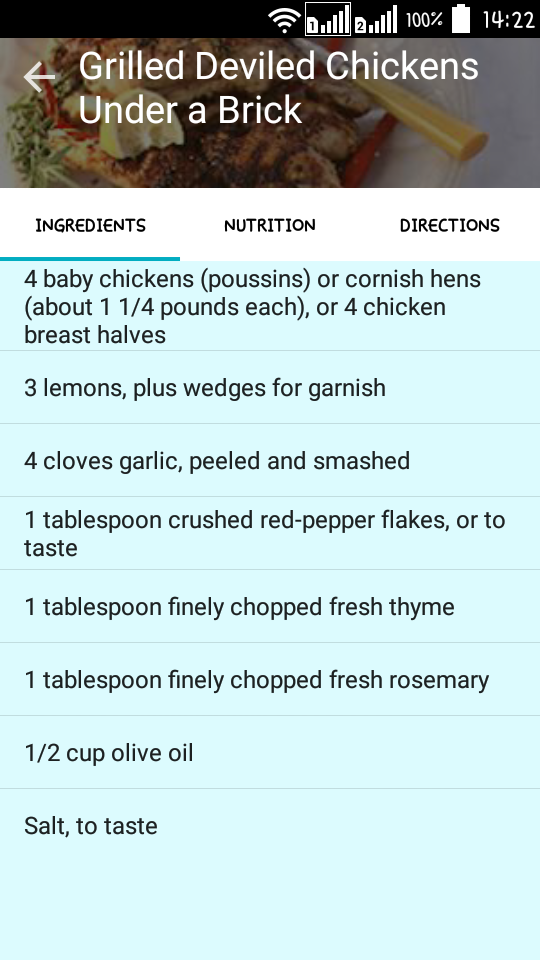 1
2
100%
14:22
Grilled Deviled Chickens
Under a Brick
INGREDIENTS
NUTRITION
DIRECTIONS
4 baby chickens (poussins) or cornish hens
(about 1 1/4 pounds each), or 4 chicken
breast halves
3 lemons, plus wedges for garnish
4 cloves garlic, peeled and smashed
1 tablespoon crushed red-pepper flakes, or to
taste
1 tablespoon finely chopped fresh thyme
1 tablespoon finely chopped fresh rosemary
1/2 cup olive oil
Salt, to taste